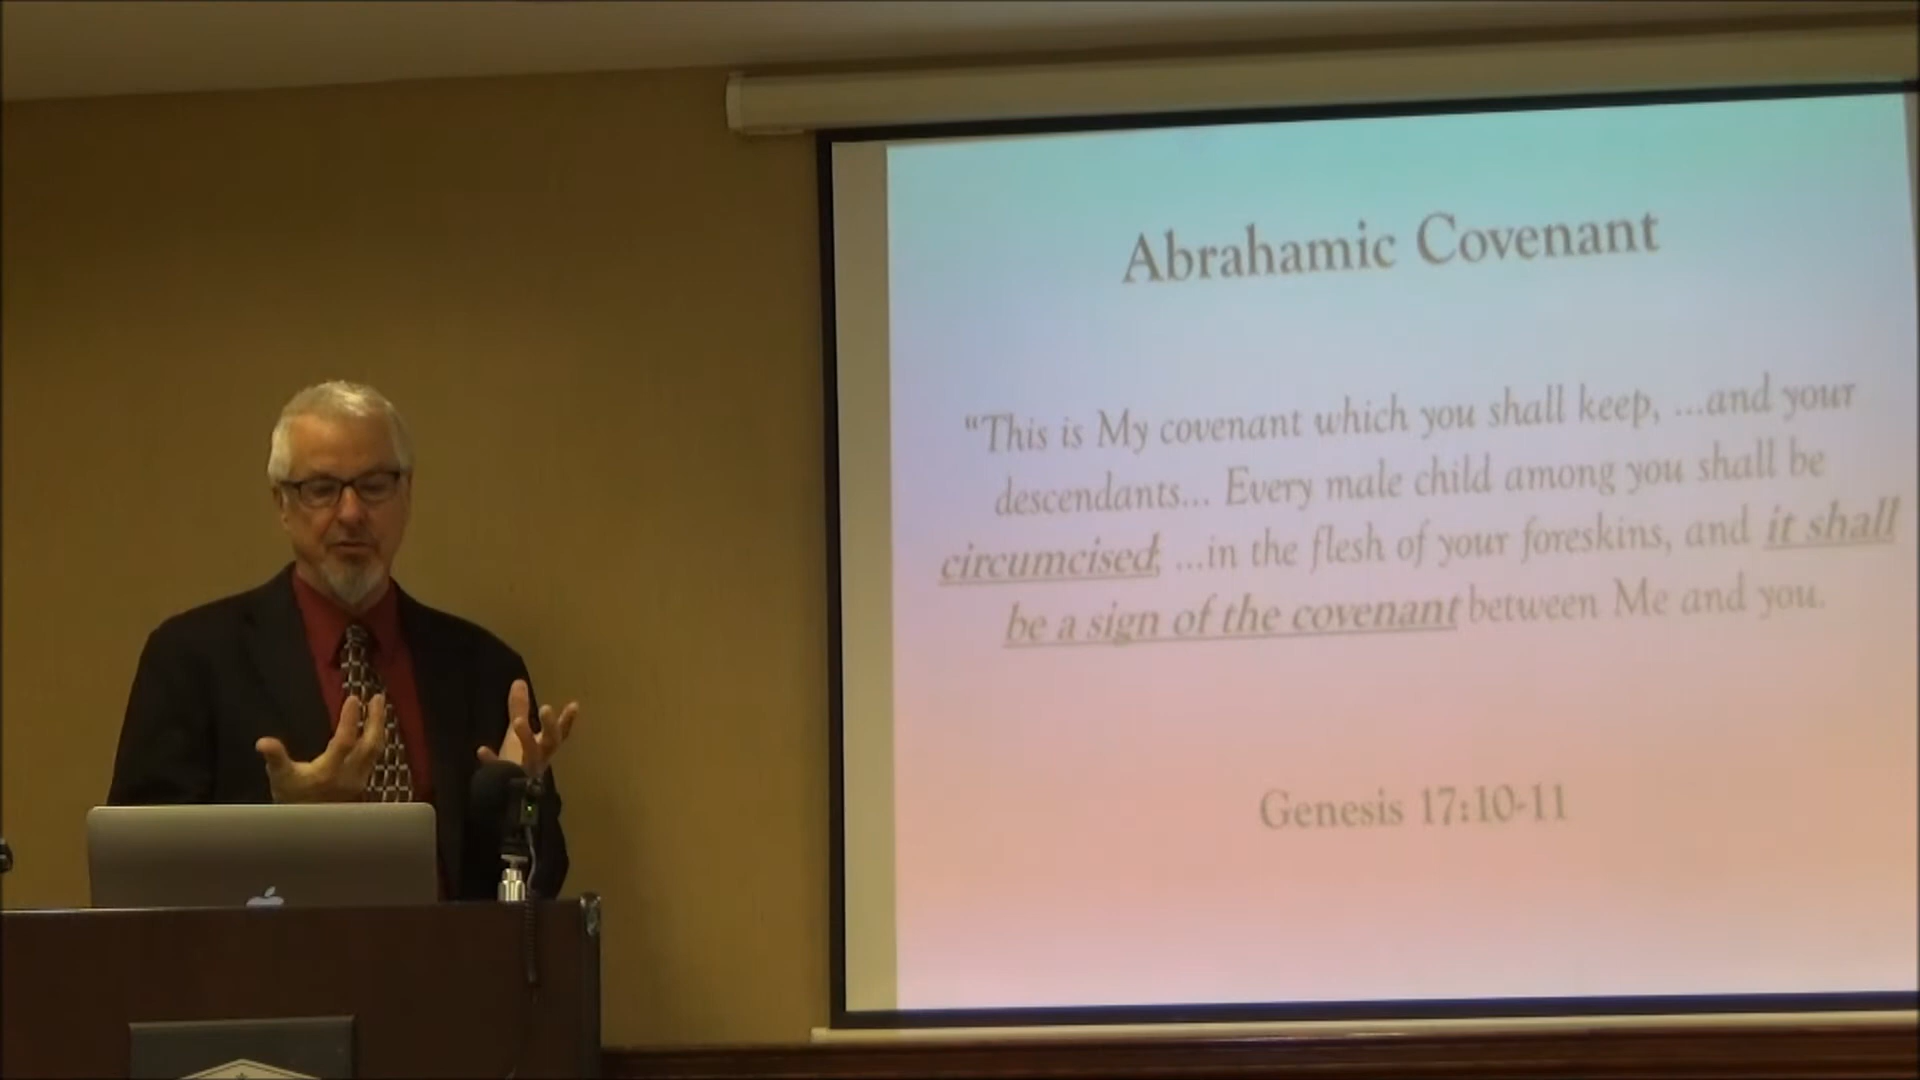 Abrahamic Covenant
"This is My covenant which you shall keep, ...and your
descendants... Every male child among you shall be
circumcised; ...in the flesh of your foreskins, and it shall
be a sign of the covenant between Me and you.
Genesis 17:10-11